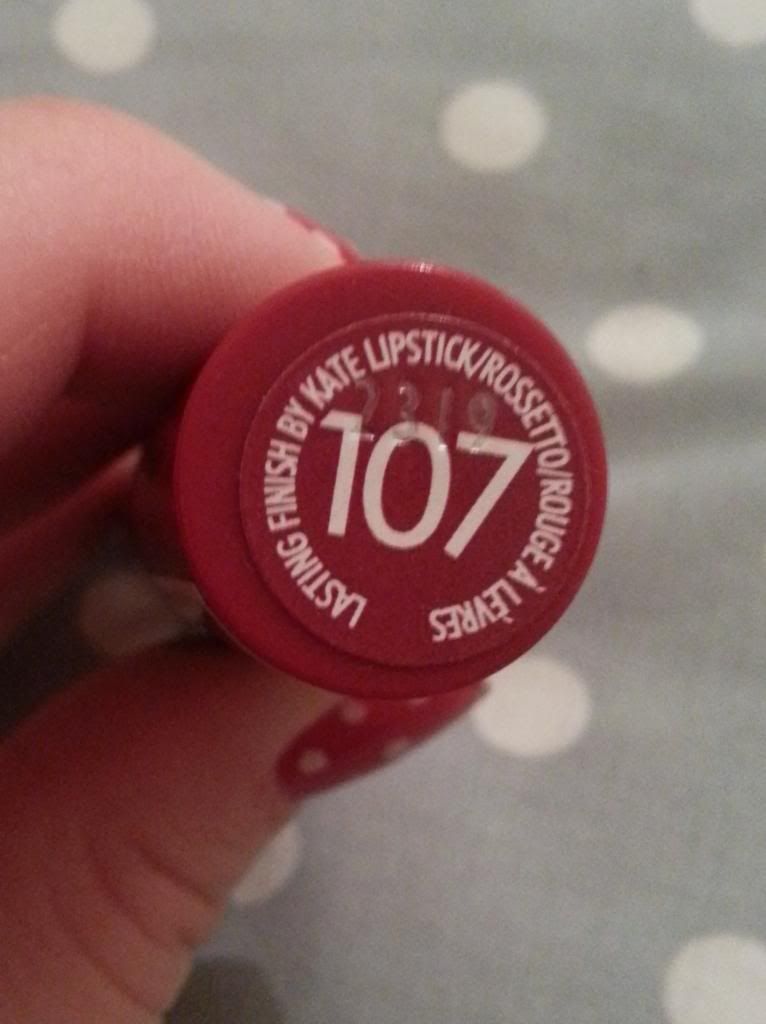 LASTING FINISH BY KATE LIPSTICK/ROSSETTO/ROUGE À LÈVRES
2319
107